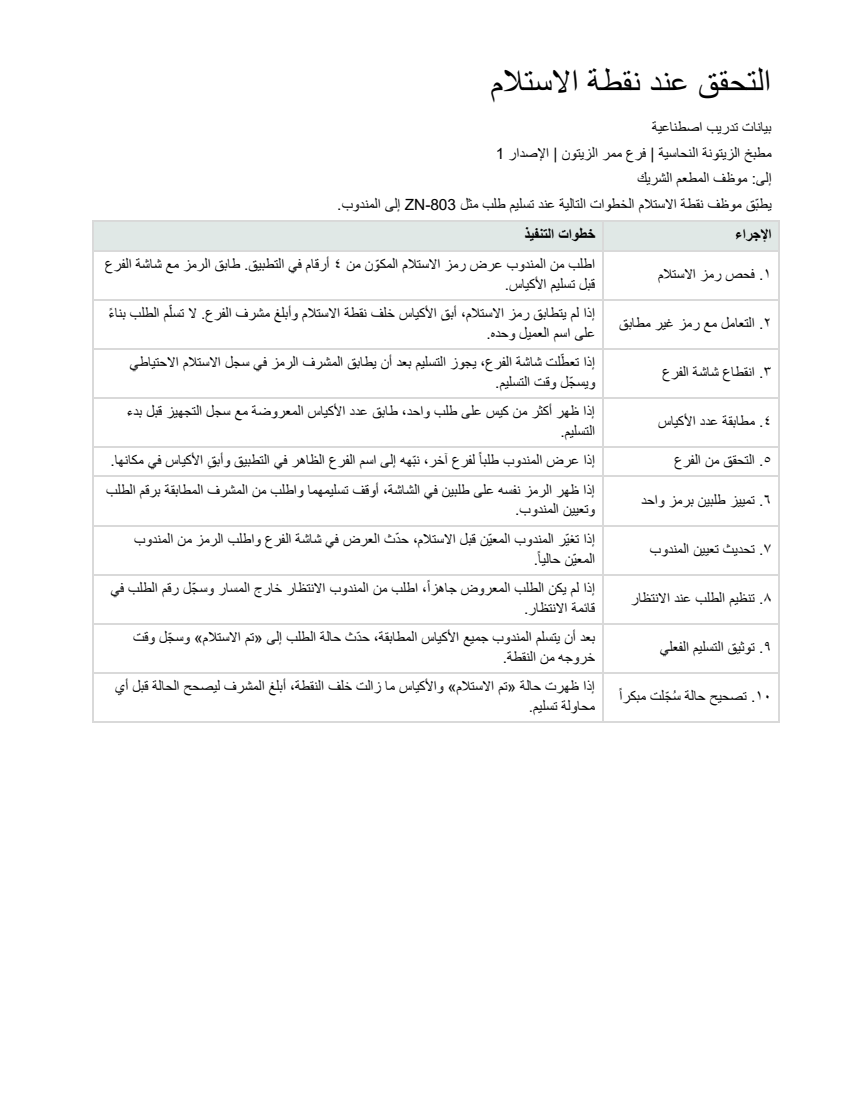 التحقق عند نقطة الاستلام
بيانات تدريب اصطناعية
مطبخ الزيتونة النحاسية | فرع ممر الزيتون | الإصدار 1
إلى: موظف المطعم الشريك
يطبّق موظف نقطة الاستلام الخطوات التالية عند تسليم طلب مثل ZN-803 إلى المندوب.
الإجراء
خطوات التنفيذ
١. فحص رمز الاستلام
اطلب من المندوب عرض رمز الاستلام المكوّن من ٤ أرقام في التطبيق. طابق الرمز مع شاشة الفرع
قبل تسليم الأكياس.
٢. التعامل مع رمز غير مطابق
إذا لم يتطابق رمز الاستلام، أبق الأكياس خلف نقطة الاستلام وأبلغ مشرف الفرع. لا تسلّم الطلب بناءً
على اسم العميل وحده.
٣. انقطاع شاشة الفرع
إذا تعطّلت شاشة الفرع، يجوز التسليم بعد أن يطابق المشرف الرمز في سجل الاستلام الاحتياطي
ويسجّل وقت التسليم.
٤. مطابقة عدد الأكياس
إذا ظهر أكثر من كيس على طلب واحد، طابق عدد الأكياس المعروضة مع سجل التجهيز قبل بدء
التسليم.
٥. التحقق من الفرع
إذا عرض المندوب طلباً لفرع آخر، نبّهه إلى اسم الفرع الظاهر في التطبيق وأبقِ الأكياس في مكانها.
٦. تمييز طلبين برمز واحد
إذا ظهر الرمز نفسه على طلبين في الشاشة، أوقف تسليمهما واطلب من المشرف المطابقة برقم الطلب
وتعيين المندوب.
٧. تحديث تعيين المندوب
إذا تغيّر المندوب المعيّن قبل الاستلام، حدّث العرض في شاشة الفرع واطلب الرمز من المندوب
المعيّن حالياً.
٨. تنظيم الطلب عند الانتظار
إذا لم يكن الطلب المعروض جاهزاً، اطلب من المندوب الانتظار خارج المسار وسجّل رقم الطلب في
قائمة الانتظار.
٩. توثيق التسليم الفعلي
بعد أن يتسلم المندوب جميع الأكياس المطابقة، حدّث حالة الطلب إلى «تم الاستلام» وسجّل وقت
خروجه من النقطة.
١٠. تصحيح حالة سُجّلت مبكراً
إذا ظهرت حالة «تم الاستلام» والأكياس ما زالت خلف النقطة، أبلغ المشرف ليصحح الحالة قبل أي
محاولة تسليم.